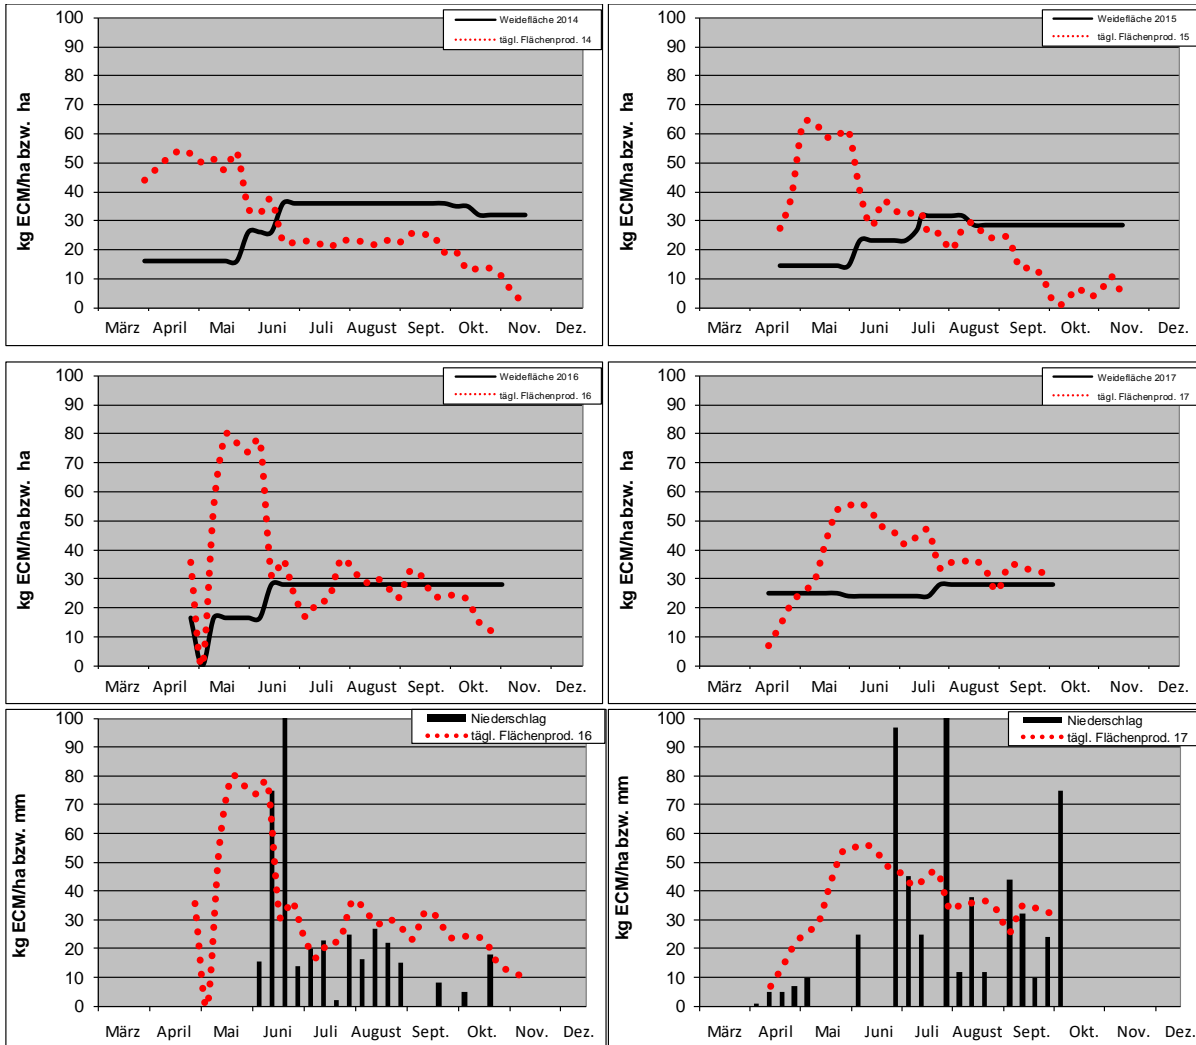 Weidefläche 2014
tägl. Flächenprod. 14
kg ECM/ha bzw. ha
100
90
80
70
60
50
40
30
20
10
0
März April Mai Juni Juli August Sept. Okt. Nov. Dez.
Weidefläche 2015
tägl. Flächenprod. 15
kg ECM/ha bzw. ha
100
90
80
70
60
50
40
30
20
10
0
März April Mai Juni Juli August Sept. Okt. Nov. Dez.
Weidefläche 2016
tägl. Flächenprod. 16
kg ECM/ha bzw. ha
100
90
80
70
60
50
40
30
20
10
0
März April Mai Juni Juli August Sept. Okt. Nov. Dez.
Weidefläche 2017
tägl. Flächenprod. 17
kg ECM/ha bzw. ha
100
90
80
70
60
50
40
30
20
10
0
März April Mai Juni Juli August Sept. Okt. Nov. Dez.
Niederschlag
tägl. Flächenprod. 16
kg ECM/ha bzw. mm
100
90
80
70
60
50
40
30
20
10
0
März April Mai Juni Juli August Sept. Okt. Nov. Dez.
Niederschlag
tägl. Flächenprod. 17
kg ECM/ha bzw. mm
100
90
80
70
60
50
40
30
20
10
0
März April Mai Juni Juli August Sept. Okt. Nov. Dez.